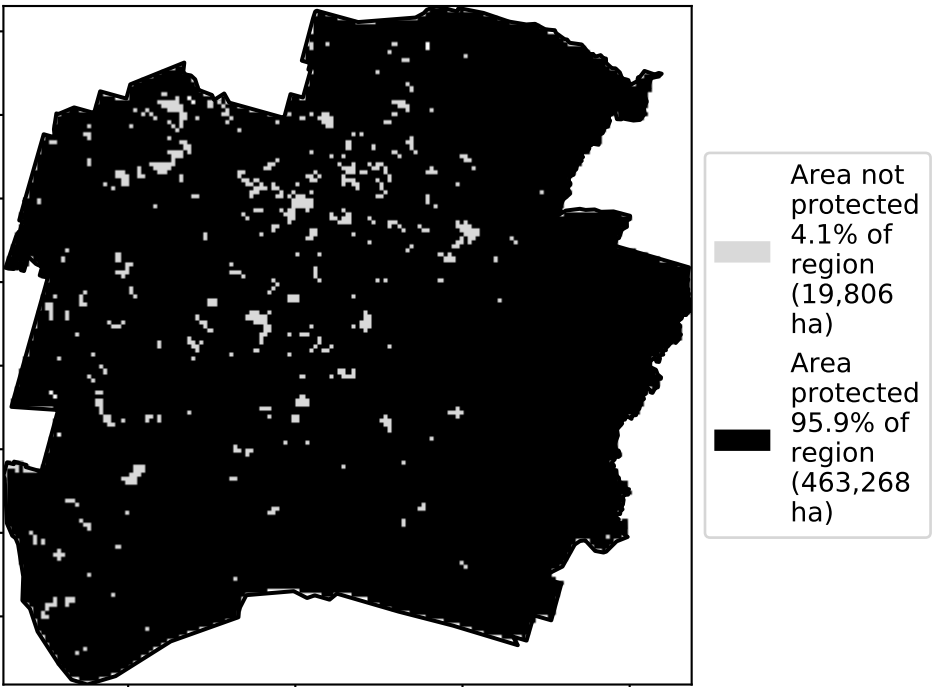 Area not
protected
4.1% of
region
(19,806
ha)
Area
protected
95.9% of
region
(463,268
ha)